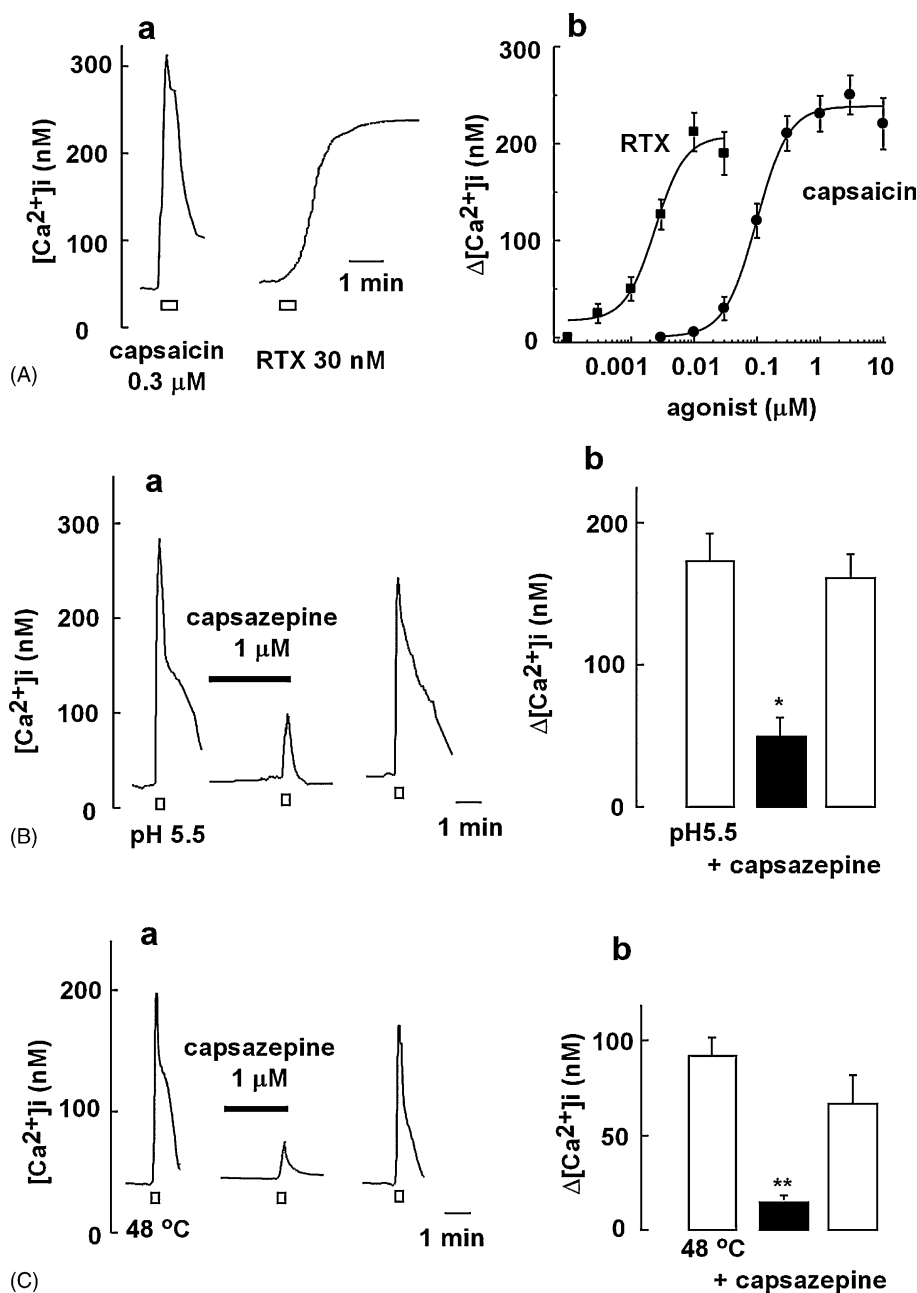 a
b
300
200
100
0
[Ca2+]i (nM)
1 min
capsaicin
0.3 µM
RTX 30 nM
(A)
300
200
100
0
Δ[Ca2+]i (nM)
RTX
capsaicin
0.001 0.01 0.1 1 10
agonist (µM)
a
b
300
200
100
0
[Ca2+]i (nM)
capsazepine
1 µM
pH 5.5
1 min
(B)
200
100
0
Δ[Ca2+]i (nM)
*
pH5.5
+ capsazepine
a
b
200
100
0
[Ca2+]i (nM)
capsazepine
1 µM
48 ºC
1 min
(C)
100
50
0
Δ[Ca2+]i (nM)
**
48 ºC
+ capsazepine